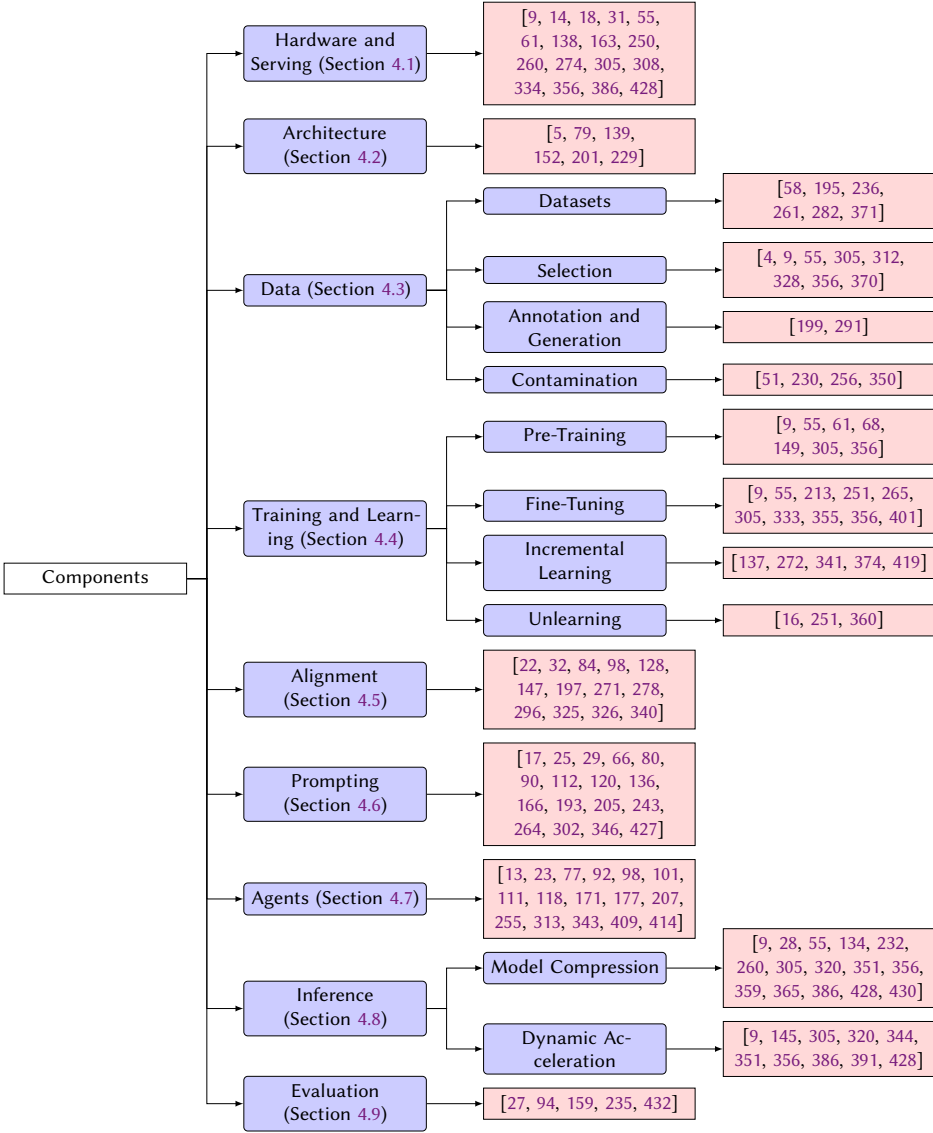 Components
Hardware and
Serving (Section 4.1)
[9, 14, 18, 31, 55,
61, 138, 163, 250,
260, 274, 305, 308,
334, 356, 386, 428]
Architecture
(Section 4.2)
[5, 79, 139,
152, 201, 229]
Data (Section 4.3)
Datasets
[58, 195, 236,
261, 282, 371]
Selection
[4, 9, 55, 305, 312,
328, 356, 370]
Annotation and
Generation
[199, 291]
Contamination
[51, 230, 256, 350]
Training and Learn-
ing (Section 4.4)
Pre-Training
[9, 55, 61, 68,
149, 305, 356]
Fine-Tuning
[9, 55, 213, 251, 265,
305, 333, 355, 356, 401]
Incremental
Learning
[137, 272, 341, 374, 419]
Unlearning
[16, 251, 360]
Alignment
(Section 4.5)
[22, 32, 84, 98, 128,
147, 197, 271, 278,
296, 325, 326, 340]
Prompting
(Section 4.6)
[17, 25, 29, 66, 80,
90, 112, 120, 136,
166, 193, 205, 243,
264, 302, 346, 427]
Agents (Section 4.7)
[13, 23, 77, 92, 98, 101,
111, 118, 171, 177, 207,
255, 313, 343, 409, 414]
Inference
(Section 4.8)
Model Compression
[9, 28, 55, 134, 232,
260, 305, 320, 351, 356,
359, 365, 386, 428, 430]
Dynamic Ac-
celeration
[9, 145, 305, 320, 344,
351, 356, 386, 391, 428]
Evaluation
(Section 4.9)
[27, 94, 159, 235, 432]